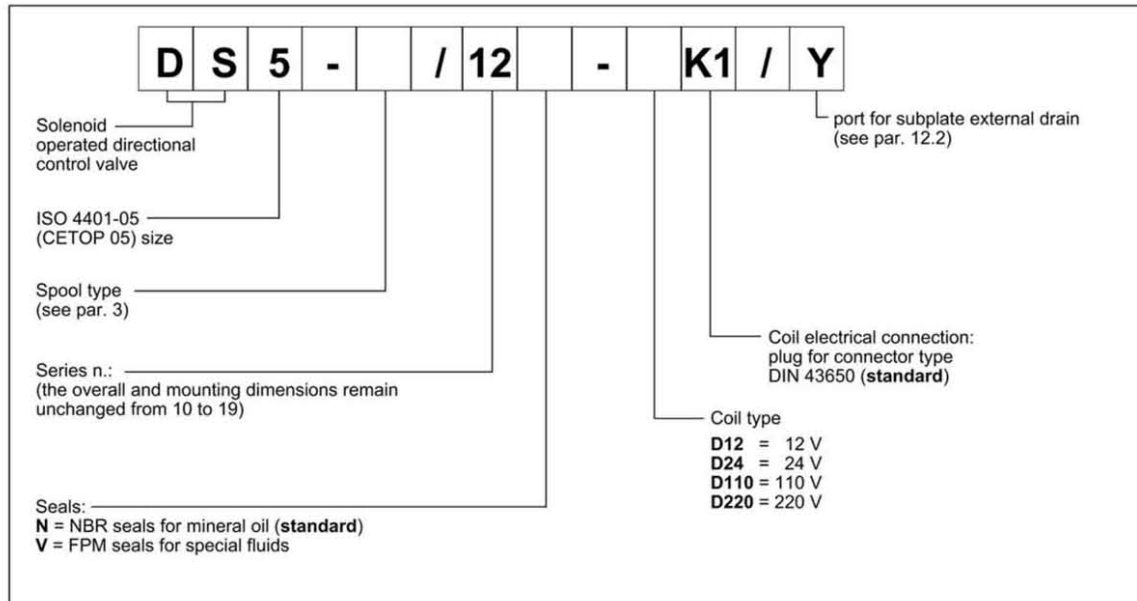 D S 5 - / 12 - K1 / Y
Solenoid
operated directional
control valve
port for subplate external drain
(see par. 12.2)
ISO 4401-05
(CETOP 05) size
Spool type
(see par. 3)
Series n.:
(the overall and mounting dimensions remain
unchanged from 10 to 19)
Coil electrical connection:
plug for connector type
DIN 43650 (standard)
Coil type
D12 = 12 V
D24 = 24 V
D110 = 110 V
D220 = 220 V
Seals:
N = NBR seals for mineral oil (standard)
V = FPM seals for special fluids